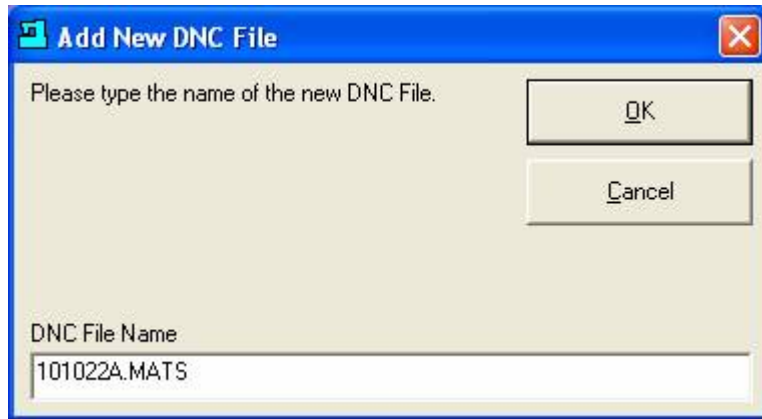 Add New DNC File
Please type the name of the new DNC File.
OK
Cancel
DNC File Name
101022A.MATS